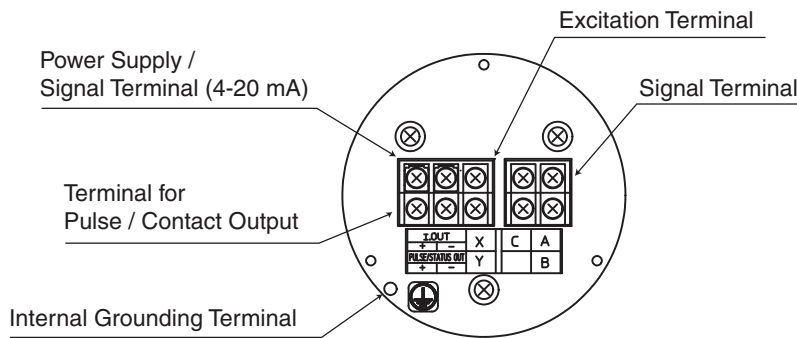 Excitation Terminal
Power Supply /
Signal Terminal (4-20 mA)
Signal Terminal
Terminal for
Pulse / Contact Output
I.OUT X C A
+ −
PULSE/STATUS OUT Y B
+ −
Internal Grounding Terminal